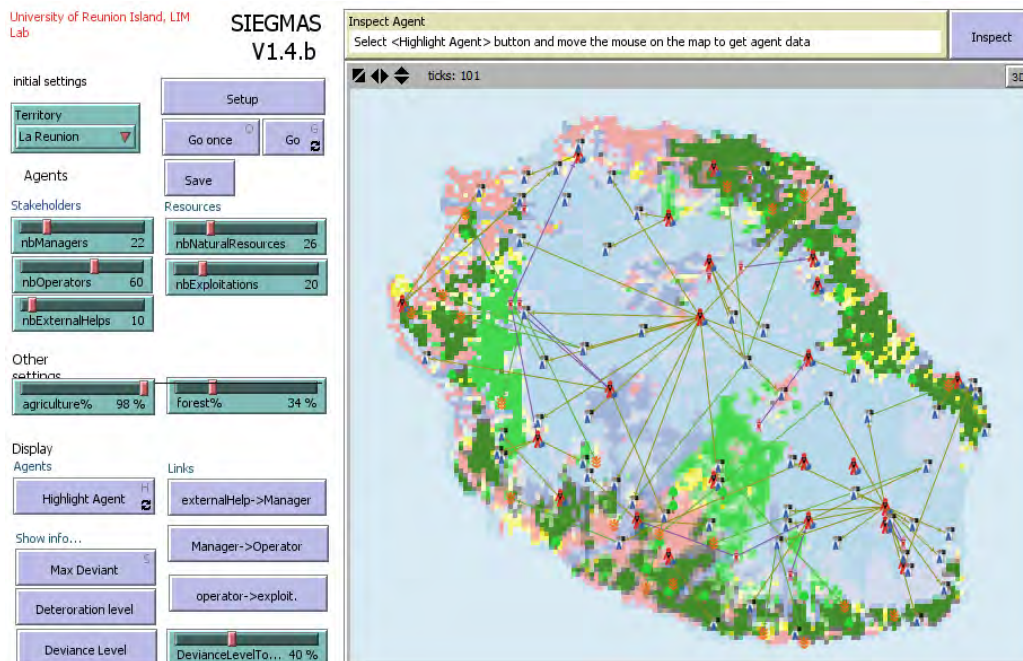 University of Reunion Island, LIM
Lab
SIEGMAS
V1.4.b
initial settings
Territory
La Reunion
Setup
Go once
O
Go
G
Save
Agents
Stakeholders
Resources
nbManagers 22
nbNaturalResources 26
nbOperators 60
nbExploitations 20
nbExternalHelps 10
Other
settings
agriculture% 98 %
forest% 34 %
Display
Agents
Links
Highlight Agent
H
externalHelp->Manager
Show info...
Manager->Operator
Max Deviant
S
operator->exploit.
Deteroration level
Deviance Level
DevianceLevelTo... 40 %
Inspect Agent
Select <Highlight Agent> button and move the mouse on the map to get agent data
Inspect
ticks: 101
3D